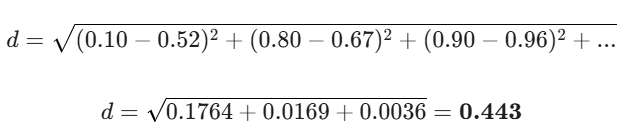 d = √(0.10 − 0.52)² + (0.80 − 0.67)² + (0.90 − 0.96)² + ...
d = √0.1764 + 0.0169 + 0.0036 = 0.443